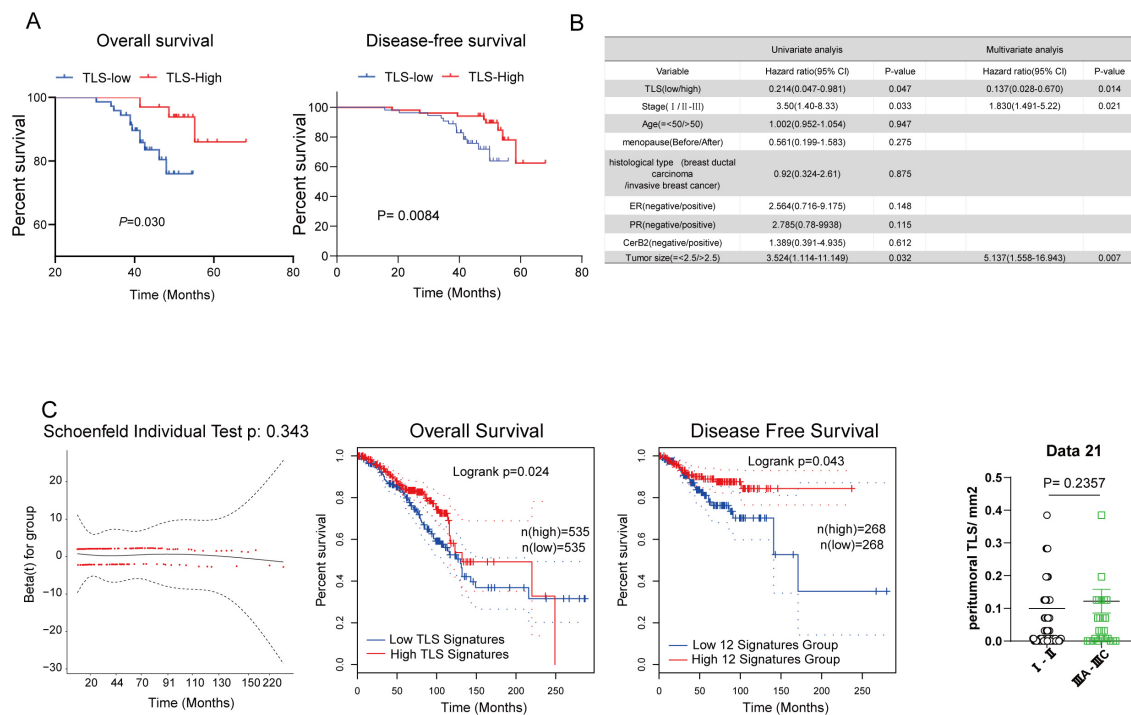 A
Overall survival
TLS-low TLS-High
Percent survival
100
80
60
20 40 60 80
P=0.030
Time (Months)
Disease-free survival
TLS-low TLS-High
Percent survival
100
80
60
40
20
0
0 20 40 60 80
P= 0.0084
Time (Months)
B
Univariate analyis Multivariate analyis
Variable Hazard ratio(95% CI) P-value Hazard ratio(95% CI) P-value
TLS(low/high) 0.214(0.047-0.981) 0.047 0.137(0.028-0.670) 0.014
Stage(Ⅰ/Ⅱ-Ⅲ) 3.50(1.40-8.33) 0.033 1.830(1.491-5.22) 0.021
Age(=<50/>50) 1.002(0.952-1.054) 0.947
menopause(Before/After) 0.561(0.199-1.583) 0.275
histological type (breast ductal
carcinoma
/invasive breast cancer) 0.92(0.324-2.61) 0.875
ER(negative/positive) 2.564(0.716-9.175) 0.148
PR(negative/positive) 2.785(0.78-9938) 0.115
CerB2(negative/positive) 1.389(0.391-4.935) 0.612
Tumor size(=<2.5/>2.5) 3.524(1.114-11.149) 0.032 5.137(1.558-16.943) 0.007
C
Schoenfeld Individual Test p: 0.343
Beta(t) for group
20
10
0
−10
−20
−30
20 44 70 91 110 130 160 220
Time (Months)
Overall Survival
Logrank p=0.024
n(high)=535
n(low)=535
Percent survival
1.0
0.8
0.6
0.4
0.2
0.0
Low TLS Signatures
High TLS Signatures
0 50 100 150 200 250
Time (Months)
Disease Free Survival
Logrank p=0.043
n(high)=268
n(low)=268
Percent survival
1.0
0.8
0.6
0.4
0.2
0.0
Low 12 Signatures Group
High 12 Signatures Group
0 50 100 150 200 250
Time (Months)
Data 21
P= 0.2357
peritumoral TLS/ mm2
0.5
0.4
0.3
0.2
0.1
0.0
Ⅰ-Ⅱ
ⅢA-ⅢC